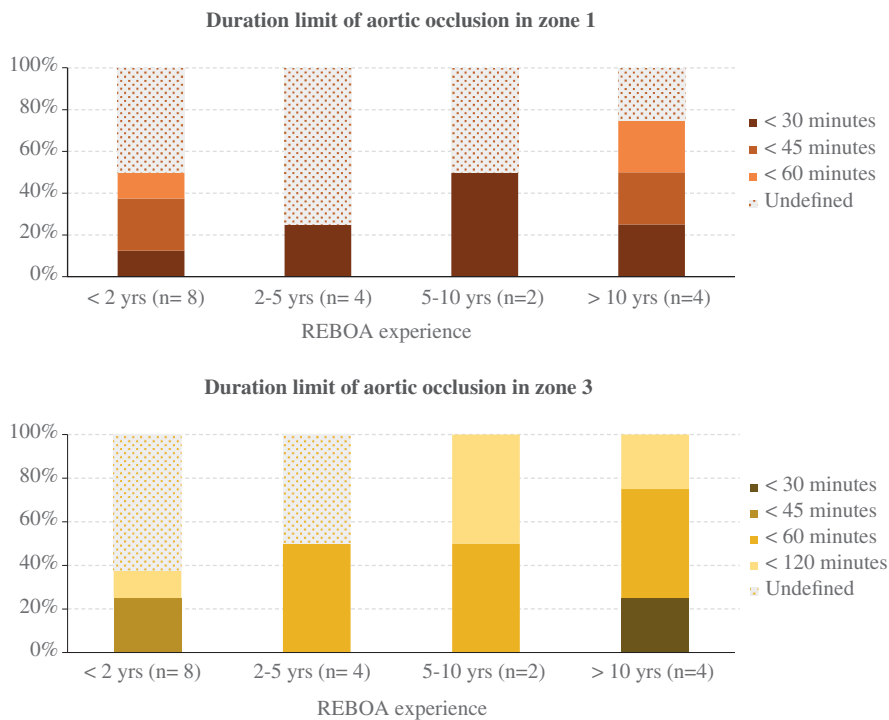 Duration limit of aortic occlusion in zone 1
100%
80%
60%
40%
20%
0%
< 30 minutes
< 45 minutes
< 60 minutes
Undefined
< 2 yrs (n= 8)
2-5 yrs (n= 4)
5-10 yrs (n=2)
> 10 yrs (n=4)
REBOA experience
Duration limit of aortic occlusion in zone 3
100%
80%
60%
40%
20%
0%
< 30 minutes
< 45 minutes
< 60 minutes
< 120 minutes
Undefined
< 2 yrs (n= 8)
2-5 yrs (n= 4)
5-10 yrs (n=2)
> 10 yrs (n=4)
REBOA experience